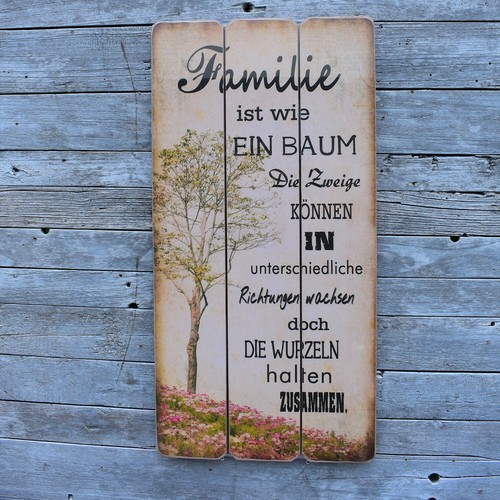 Familie
ist wie
EIN BAUM
Die Zweige
KÖNNEN
IN
unterschiedliche
Richtungen wachsen
doch
DIE WURZELN
halten
ZUSAMMEN.